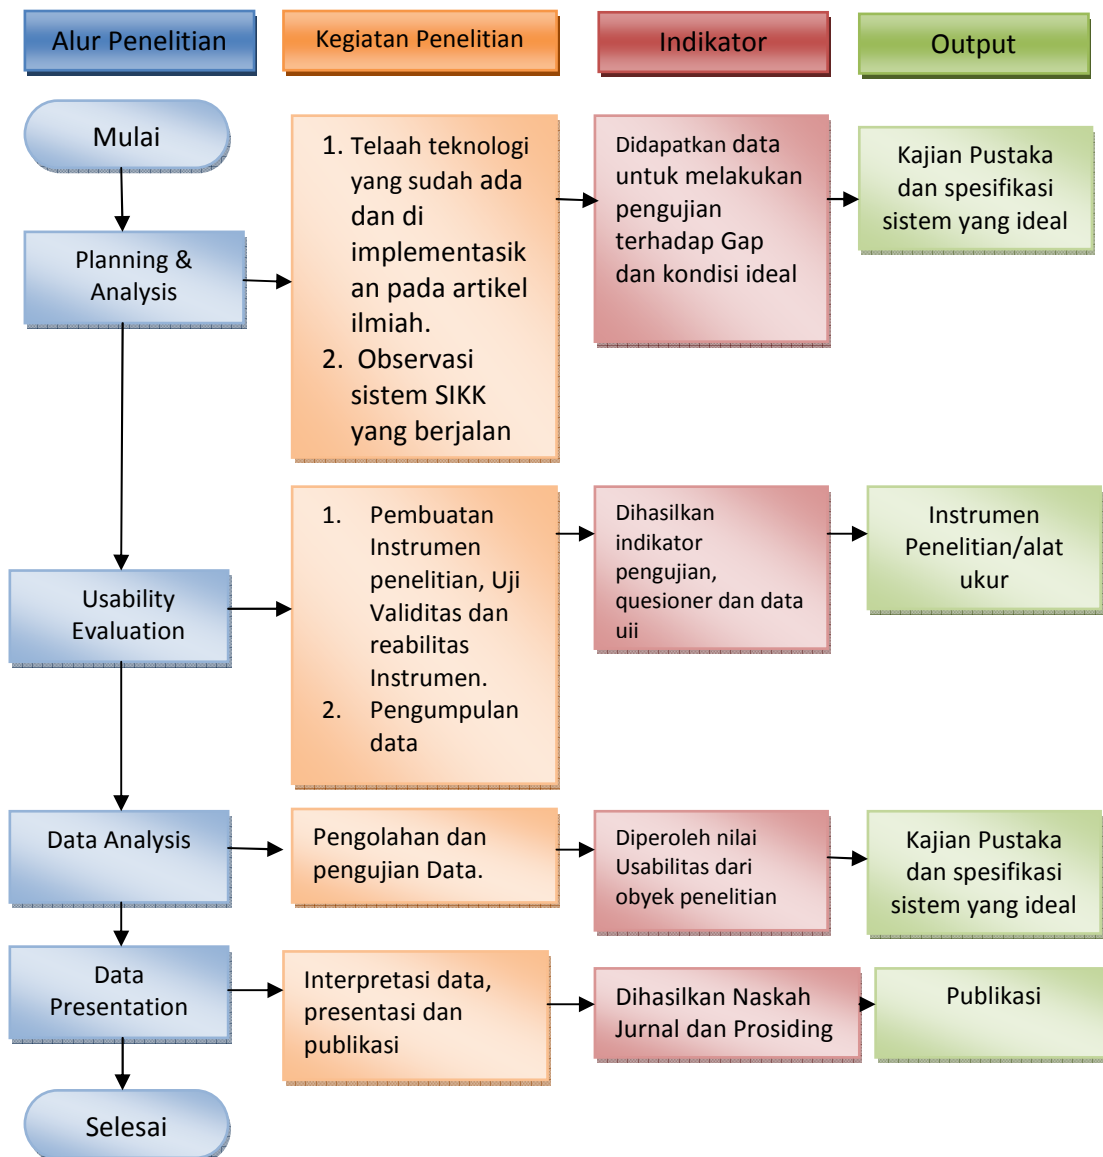 Alur Penelitian
Kegiatan Penelitian
Indikator
Output
Mulai
Planning &
Analysis
1. Telaah teknologi
yang sudah ada
dan di
implementasik
an pada artikel
ilmiah.
2. Observasi
sistem SIKK
yang berjalan
Didapatkan data
untuk melakukan
pengujian
terhadap Gap
dan kondisi ideal
Kajian Pustaka
dan spesifikasi
sistem yang ideal
Usability
Evaluation
1. Pembuatan
Instrumen
penelitian, Uji
Validitas dan
reabilitas
Instrumen.
2. Pengumpulan
data
Dihasilkan
indikator
pengujian,
quesioner dan data
uii
Instrumen
Penelitian/alat
ukur
Data Analysis
Pengolahan dan
pengujian Data.
Diperoleh nilai
Usabilitas dari
obyek penelitian
Kajian Pustaka
dan spesifikasi
sistem yang ideal
Data
Presentation
Interpretasi data,
presentasi dan
publikasi
Dihasilkan Naskah
Jurnal dan Prosiding
Publikasi
Selesai